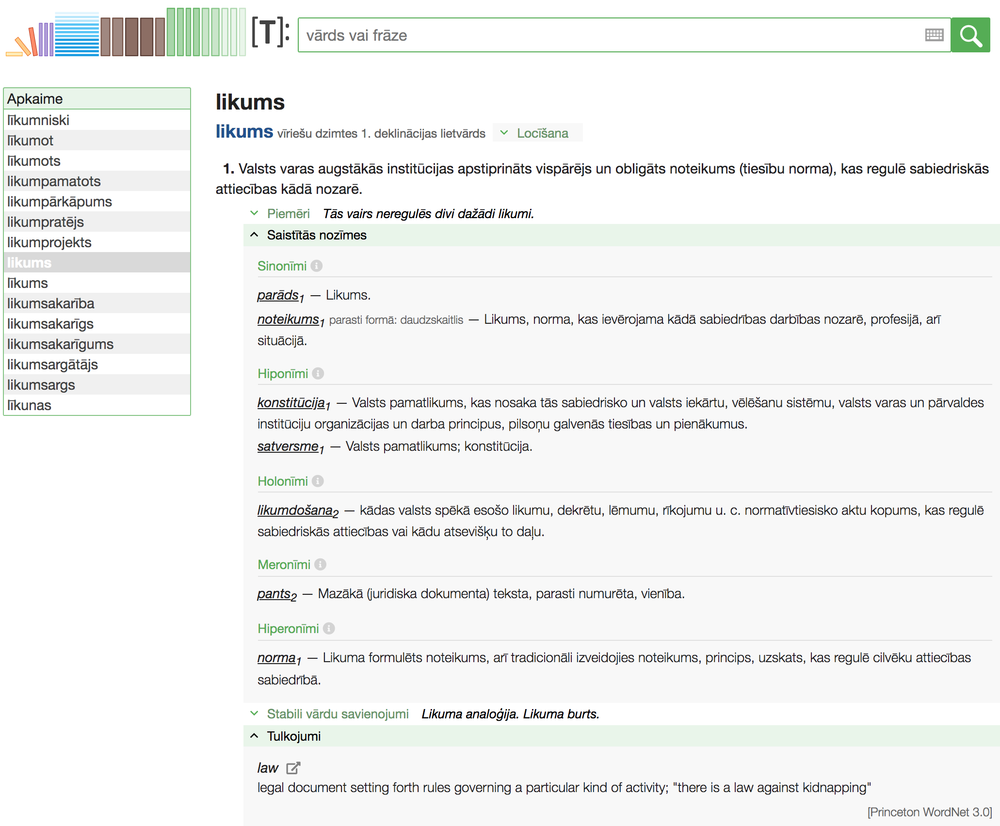 [T]:
vārds vai frāze
Apkaime
līkumniski
līkumot
līkumots
likumpamatots
likumpārkāpums
likumpratējs
likumprojekts
likums
līkums
likumsakarība
likumsakarīgs
likumsakarīgums
likumsargātājs
likumsargs
līkunas
likums
likums vīriešu dzimtes 1. deklinācijas lietvārds Locīšana
1. Valsts varas augstākās institūcijas apstiprināts vispārējs un obligāts noteikums (tiesību norma), kas regulē sabiedriskās
attiecības kādā nozarē.
Piemēri Tās vairs neregulēs divi dažādi likumi.
Saistītās nozīmes
Sinonīmi
parāds1 — Likums.
noteikums1 parasti formā: daudzskaitlis — Likums, norma, kas ievērojama kādā sabiedrības darbības nozarē, profesijā, arī
situācijā.
Hiponīmi
konstitūcija1 — Valsts pamatlikums, kas nosaka tās sabiedrisko un valsts iekārtu, vēlēšanu sistēmu, valsts varas un pārvaldes
institūciju organizācijas un darba principus, pilsoņu galvenās tiesības un pienākumus.
satversme1 — Valsts pamatlikums; konstitūcija.
Holonīmi
likumdošana2 — kādas valsts spēkā esošo likumu, dekrētu, lēmumu, rīkojumu u. c. normatīvtiesisko aktu kopums, kas regulē
sabiedriskās attiecības vai kādu atsevišķu to daļu.
Meronīmi
pants2 — Mazākā (juridiska dokumenta) teksta, parasti numurēta, vienība.
Hiperonīmi
norma1 — Likuma formulēts noteikums, arī tradicionāli izveidojies noteikums, princips, uzskats, kas regulē cilvēku attiecības
sabiedrībā.
Stabili vārdu savienojumi Likuma analoģija. Likuma burts.
Tulkojumi
law
legal document setting forth rules governing a particular kind of activity; "there is a law against kidnapping"
[Princeton WordNet 3.0]